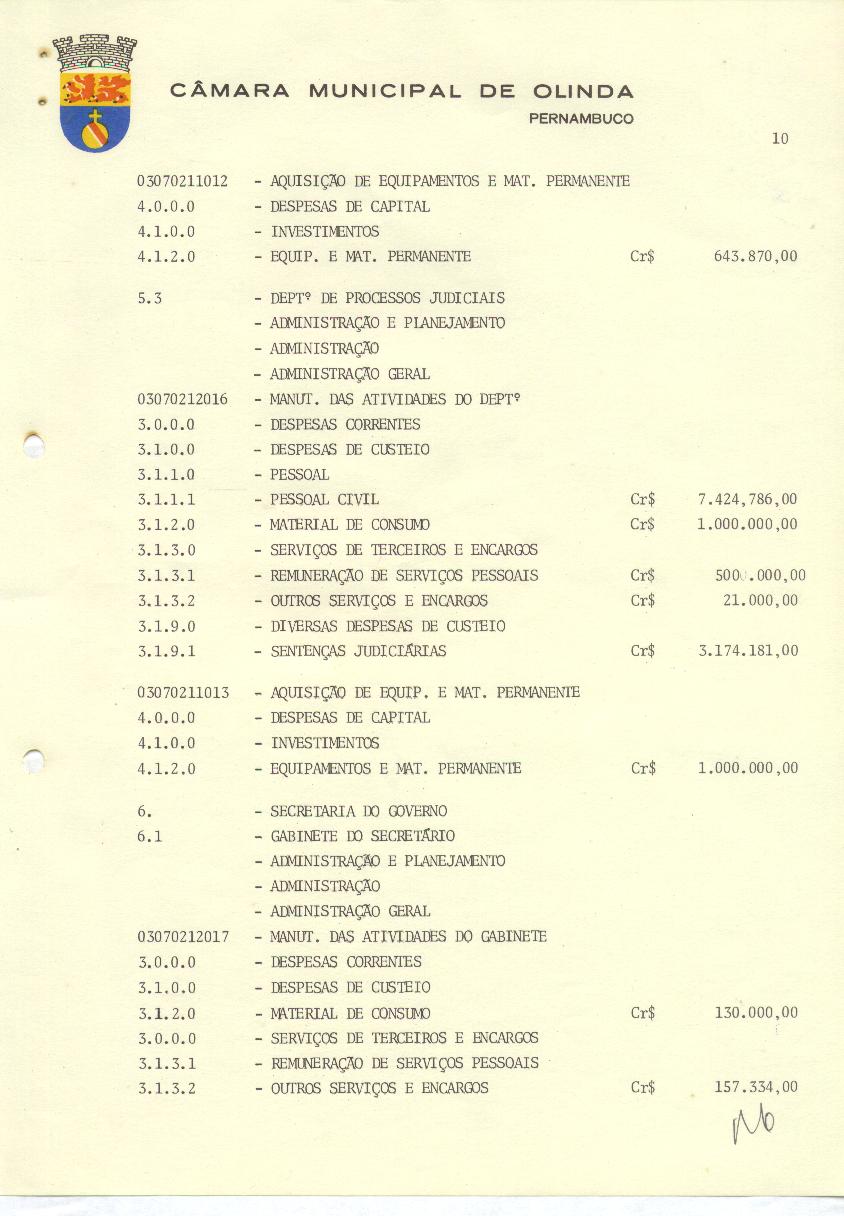 CÂMARA MUNICIPAL DE OLINDA
PERNAMBUCO
10
03070211012 - AQUISIÇÃO DE EQUIPAMENTOS E MAT. PERMANENTE
4.0.0.0 - DESPESAS DE CAPITAL
4.1.0.0 - INVESTIMENTOS
4.1.2.0 - EQUIP. E MAT. PERMANENTE Cr$ 643.870,00
5.3 - DEPTº DE PROCESSOS JUDICIAIS
- ADMINISTRAÇÃO E PLANEJAMENTO
- ADMINISTRAÇÃO
- ADMINISTRAÇÃO GERAL
03070212016 - MANUT. DAS ATIVIDADES DO DEPTº
3.0.0.0 - DESPESAS CORRENTES
3.1.0.0 - DESPESAS DE CUSTEIO
3.1.1.0 - PESSOAL
3.1.1.1 - PESSOAL CIVIL Cr$ 7.424,786,00
3.1.2.0 - MATERIAL DE CONSUMO Cr$ 1.000.000,00
3.1.3.0 - SERVIÇOS DE TERCEIROS E ENCARGOS
3.1.3.1 - REMUNERAÇÃO DE SERVIÇOS PESSOAIS Cr$ 500.000,00
3.1.3.2 - OUTROS SERVIÇOS E ENCARGOS Cr$ 21.000,00
3.1.9.0 - DIVERSAS DESPESAS DE CUSTEIO
3.1.9.1 - SENTENÇAS JUDICIÁRIAS Cr$ 3.174.181,00
03070211013 - AQUISIÇÃO DE EQUIP. E MAT. PERMANENTE
4.0.0.0 - DESPESAS DE CAPITAL
4.1.0.0 - INVESTIMENTOS
4.1.2.0 - EQUIPAMENTOS E MAT. PERMANENTE Cr$ 1.000.000,00
6. - SECRETARIA DO GOVERNO
6.1 - GABINETE DO SECRETÁRIO
- ADMINISTRAÇÃO E PLANEJAMENTO
- ADMINISTRAÇÃO
- ADMINISTRAÇÃO GERAL
03070212017 - MANUT. DAS ATIVIDADES DO GABINETE
3.0.0.0 - DESPESAS CORRENTES
3.1.0.0 - DESPESAS DE CUSTEIO
3.1.2.0 - MATERIAL DE CONSUMO Cr$ 130.000,00
3.0.0.0 - SERVIÇOS DE TERCEIROS E ENCARGOS
3.1.3.1 - REMUNERAÇÃO DE SERVIÇOS PESSOAIS
3.1.3.2 - OUTROS SERVIÇOS E ENCARGOS Cr$ 157.334,00